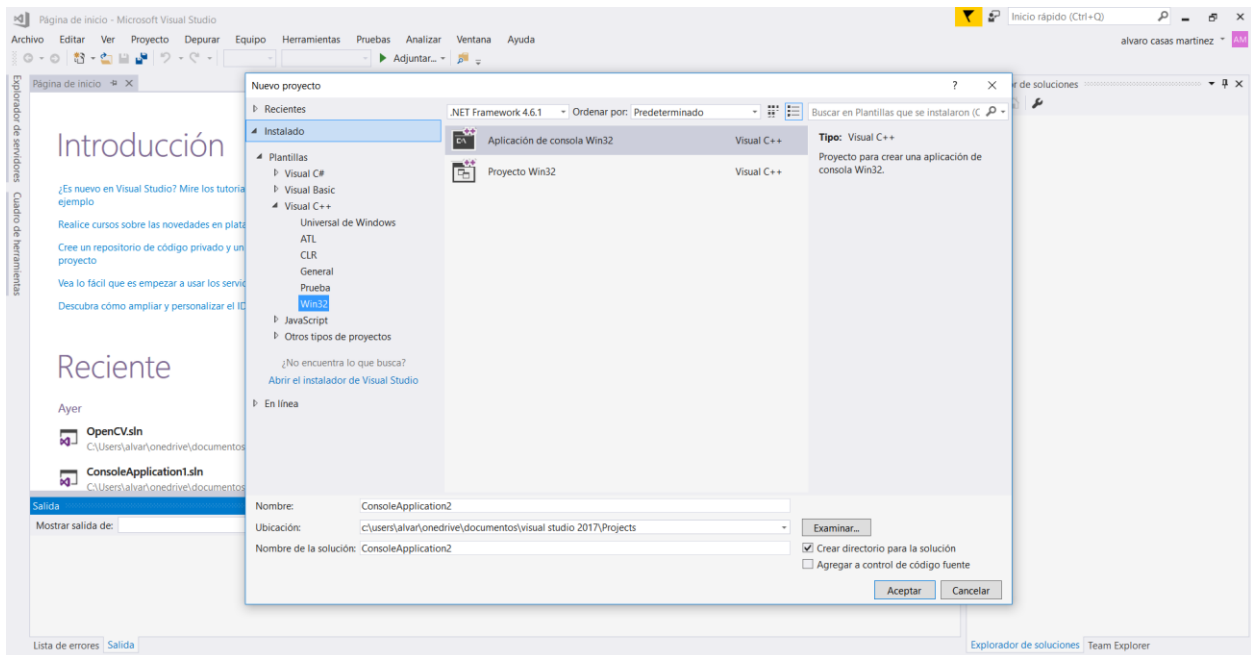 Página de inicio - Microsoft Visual Studio
Inicio rápido (Ctrl+Q)
Archivo Editar Ver Proyecto Depurar Equipo Herramientas Pruebas Analizar Ventana Ayuda
alvaro casas martinez AM
Adjuntar...
Explorador de servidores
Cuadro de herramientas
Página de inicio
Introducción
¿Es nuevo en Visual Studio? Mire los tutoria
ejemplo
Realice cursos sobre las novedades en plata
Cree un repositorio de código privado y un
proyecto
Vea lo fácil que es empezar a usar los servic
Descubra cómo ampliar y personalizar el ID
Reciente
Ayer
OpenCV.sln
C:\Users\alvar\onedrive\documentos
ConsoleApplication1.sln
C:\Users\alvar\onedrive\documentos
Salida
Mostrar salida de:
Lista de errores Salida
Nuevo proyecto
? 
Recientes
Instalado
Plantillas
Visual C#
Visual Basic
Visual C++
Universal de Windows
ATL
CLR
General
Prueba
Win32
JavaScript
Otros tipos de proyectos
¿No encuentra lo que busca?
Abrir el instalador de Visual Studio
En línea
.NET Framework 4.6.1 Ordenar por: Predeterminado
Buscar en Plantillas que se instalaron (C
Aplicación de consola Win32 Visual C++
Proyecto Win32 Visual C++
Tipo: Visual C++
Proyecto para crear una aplicación de
consola Win32.
Nombre: ConsoleApplication2
Ubicación: c:\users\alvar\onedrive\documentos\visual studio 2017\Projects
Examinar...
Nombre de la solución: ConsoleApplication2
Crear directorio para la solución
Agregar a control de código fuente
Aceptar Cancelar
r de soluciones
Explorador de soluciones Team Explorer